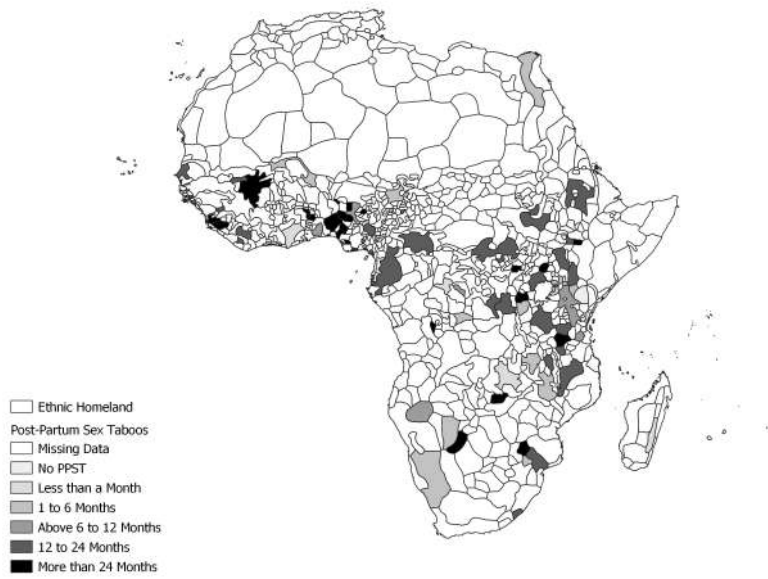 Ethnic Homeland
Post-Partum Sex Taboos
Missing Data
No PPST
Less than a Month
1 to 6 Months
Above 6 to 12 Months
12 to 24 Months
More than 24 Months